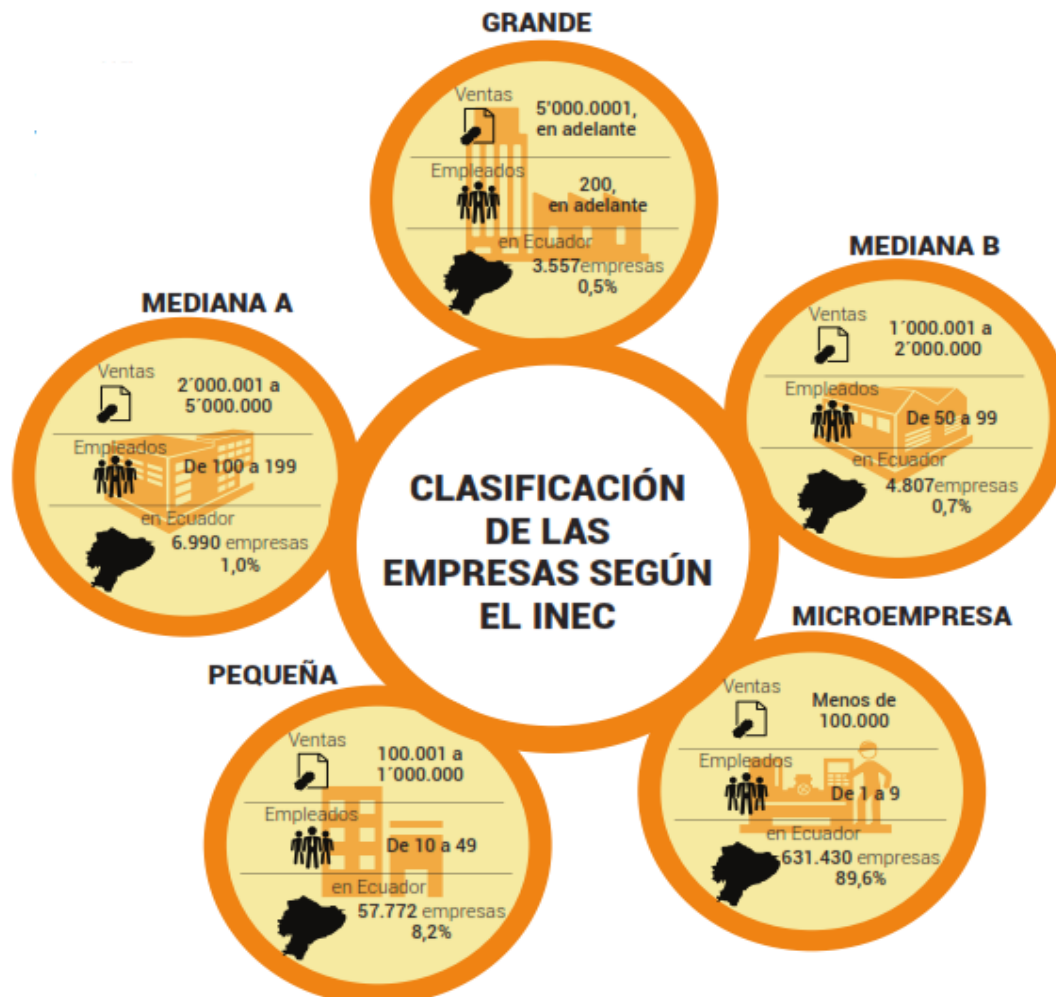 GRANDE
Ventas
5'000.0001,
en adelante
Empleados
200,
en adelante
en Ecuador
3.557empresas
0,5%
MEDIANA B
Ventas
1´000.001 a
2´000.000
Empleados
De 50 a 99
en Ecuador
4.807empresas
0,7%
MEDIANA A
Ventas
2´000.001 a
5´000.000
Empleados
De 100 a 199
en Ecuador
6.990 empresas
1,0%
CLASIFICACIÓN
DE LAS
EMPRESAS SEGÚN
EL INEC
MICROEMPRESA
Ventas
Menos de
100.000
Empleados
De 1 a 9
en Ecuador
631.430 empresas
89,6%
PEQUEÑA
Ventas
100.001 a
1´000.000
Empleados
De 10 a 49
en Ecuador
57.772 empresas
8,2%